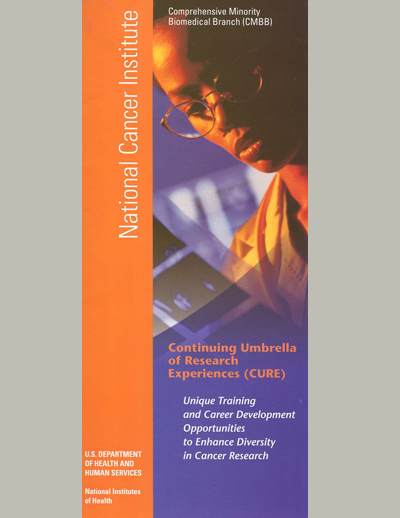 Comprehensive Minority
Biomedical Branch (CMBB)
National Cancer Institute
Continuing Umbrella
of Research
Experiences (CURE)
Unique Training
and Career Development
Opportunities
to Enhance Diversity
in Cancer Research
U.S. DEPARTMENT
OF HEALTH AND
HUMAN SERVICES
National Institutes
of Health